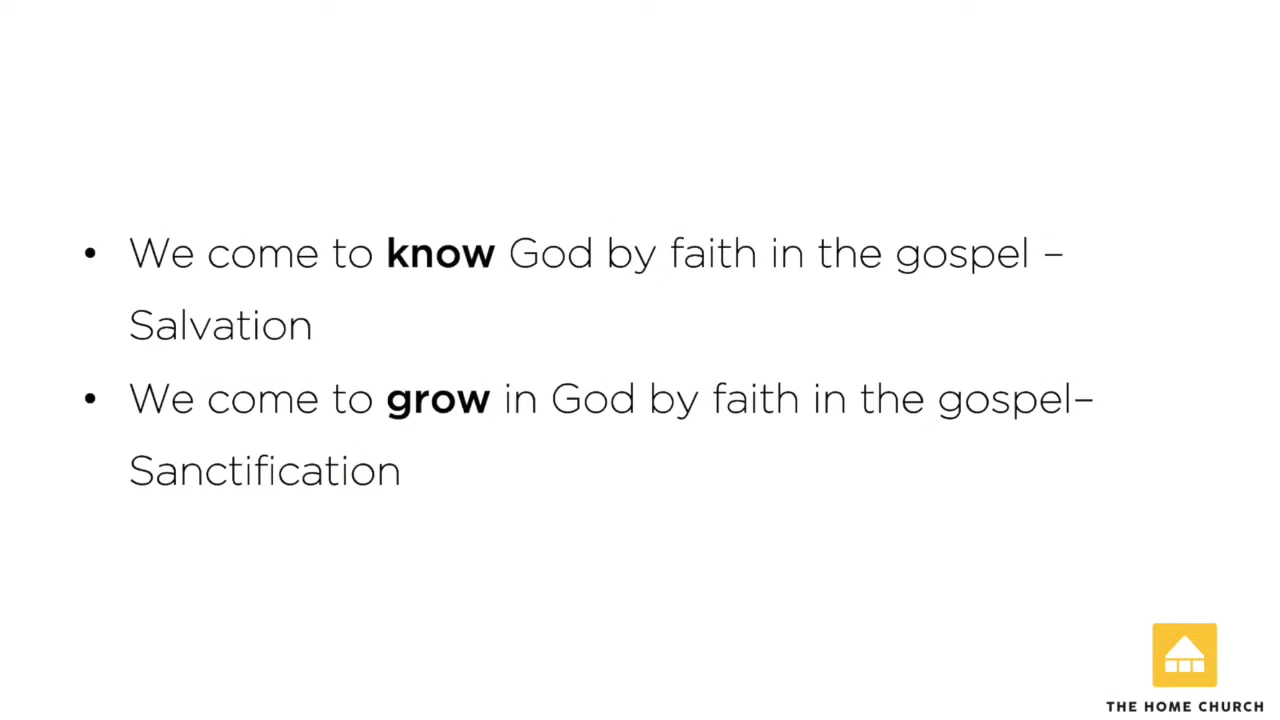 • We come to know God by faith in the gospel –
Salvation
• We come to grow in God by faith in the gospel–
Sanctification
THE HOME CHURCH